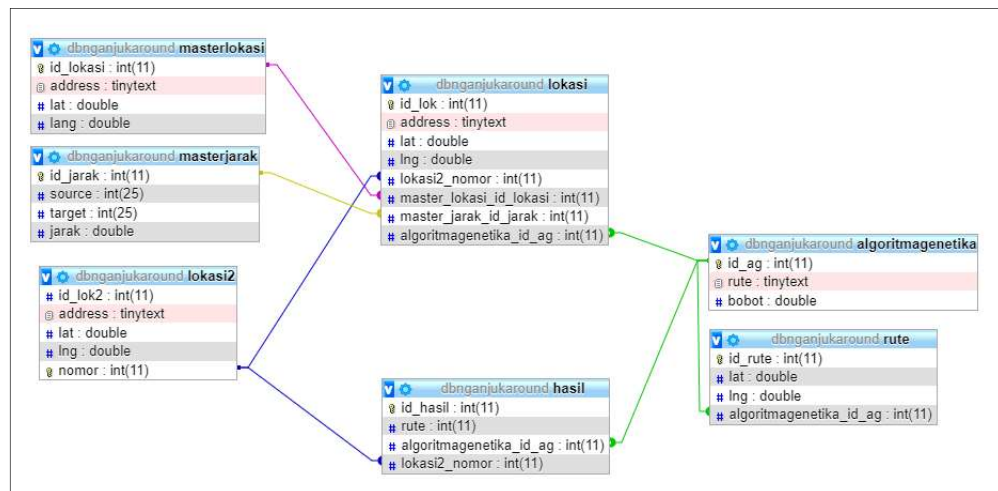 dbnganjukaround masterlokasi
id_lokasi : int(11)
address : tinytext
lat : double
lang : double
dbnganjukaround masterjarak
id_jarak : int(11)
source : int(25)
target : int(25)
jarak : double
dbnganjukaround lokasi2
id_lok2 : int(11)
address : tinytext
lat : double
lng : double
nomor : int(11)
dbnganjukaround lokasi
id_lok : int(11)
address : tinytext
lat : double
lng : double
lokasi2_nomor : int(11)
master_lokasi_id_lokasi : int(11)
master_jarak_id_jarak : int(11)
algoritmagenetika_id_ag : int(11)
dbnganjukaround hasil
id_hasil : int(11)
rute : int(11)
algoritmagenetika_id_ag : int(11)
lokasi2_nomor : int(11)
dbnganjukaround algoritmagenetika
id_ag : int(11)
rute : tinytext
bobot : double
dbnganjukaround rute
id_rute : int(11)
lat : double
lng : double
algoritmagenetika_id_ag : int(11)